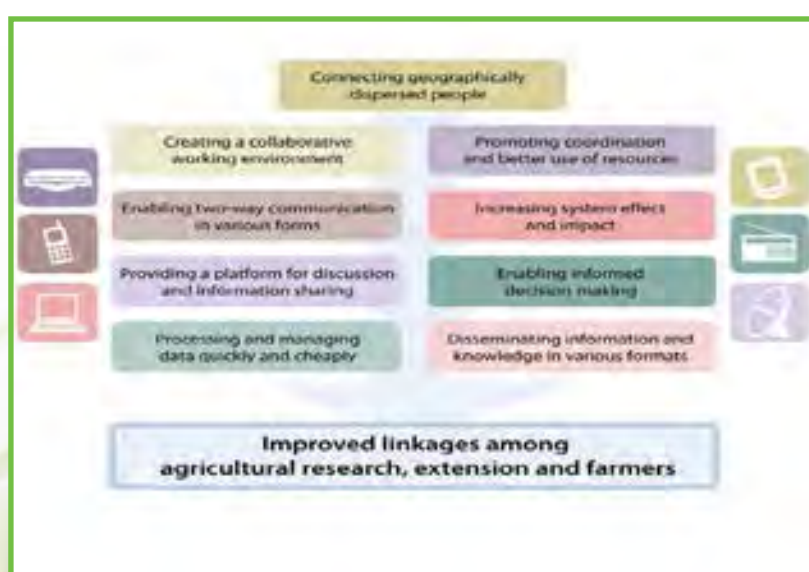 Connecting geographically
dispersed people
Creating a collaborative
working environment
Promoting coordination
and better use of resources
Enabling two-way communication
in various forms
Increasing system effect
and impact
Providing a platform for discussion
and information sharing
Enabling informed
decision making
Processing and managing
data quickly and cheaply
Disseminating information and
knowledge in various formats
Improved linkages among
agricultural research, extension and farmers